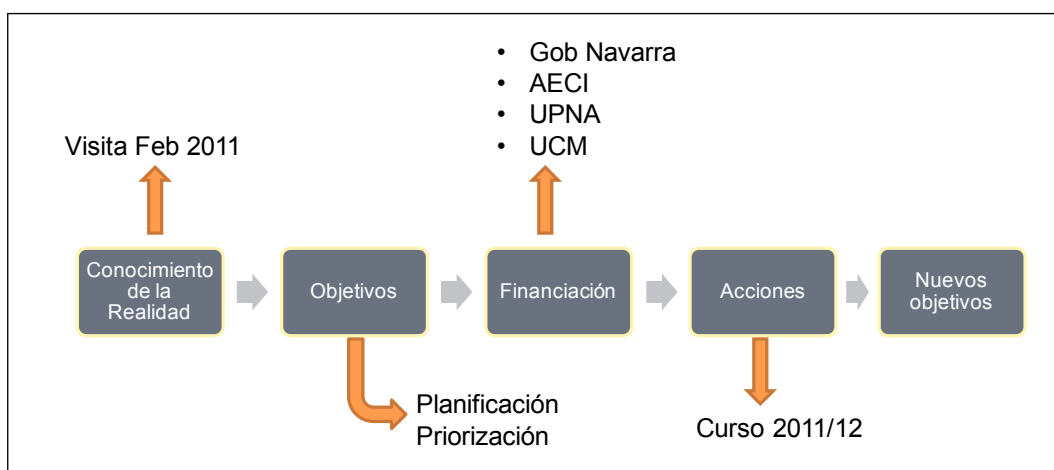 • Gob Navarra
• AECI
• UPNA
• UCM
Visita Feb 2011
Conocimiento
de la
Realidad
Objetivos
Financiación
Acciones
Nuevos
objetivos
Planificación
Priorización
Curso 2011/12